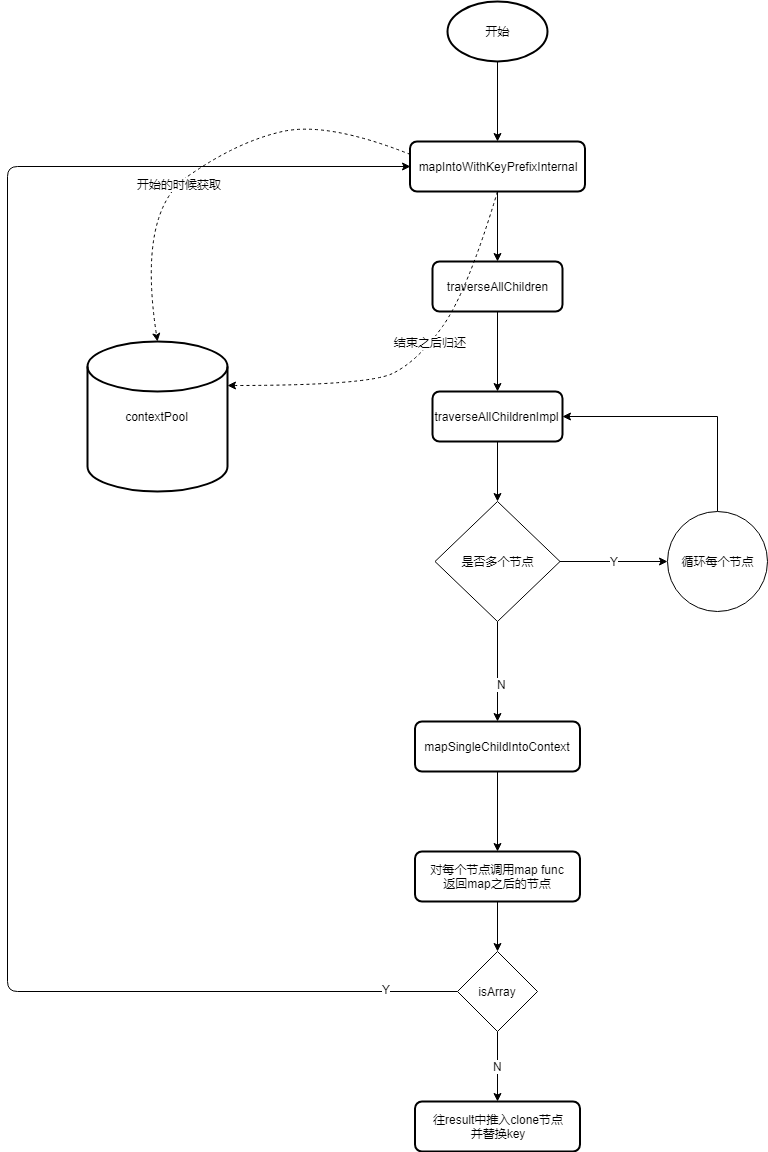 开始
mapIntoWithKeyPrefixInternal
开始的时候获取
traverseAllChildren
结束之后归还
contextPool
traverseAllChildrenImpl
是否多个节点
Y
循环每个节点
N
mapSingleChildIntoContext
对每个节点调用map func
返回map之后的节点
Y
isArray
N
往result中推入clone节点
并替换key